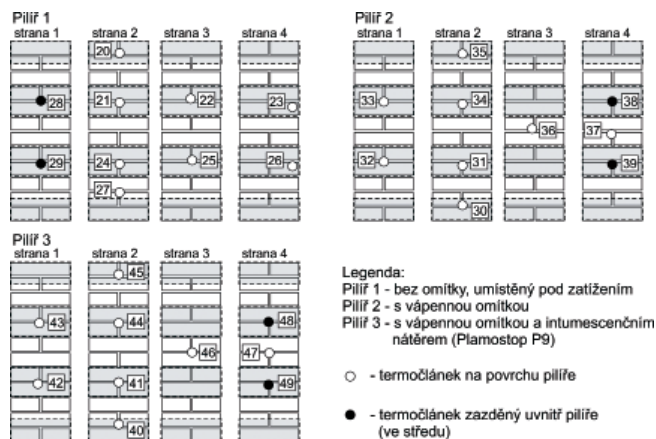 Pilíř 1
strana 1 strana 2 strana 3 strana 4
20
28 21 22 23
29 24 25 26
27
Pilíř 2
strana 1 strana 2 strana 3 strana 4
35
33 34 38
36 37
32 31 39
30
Pilíř 3
strana 1 strana 2 strana 3 strana 4
45
43 44 48
46 47
42 41 49
40
Legenda:
Pilíř 1 - bez omítky, umístěný pod zatížením
Pilíř 2 - s vápennou omítkou
Pilíř 3 - s vápennou omítkou a intumescenčním
nátěrem (Plamostop P9)
- termočlánek na povrchu pilíře
- termočlánek zazděný uvnitř pilíře
(ve středu)